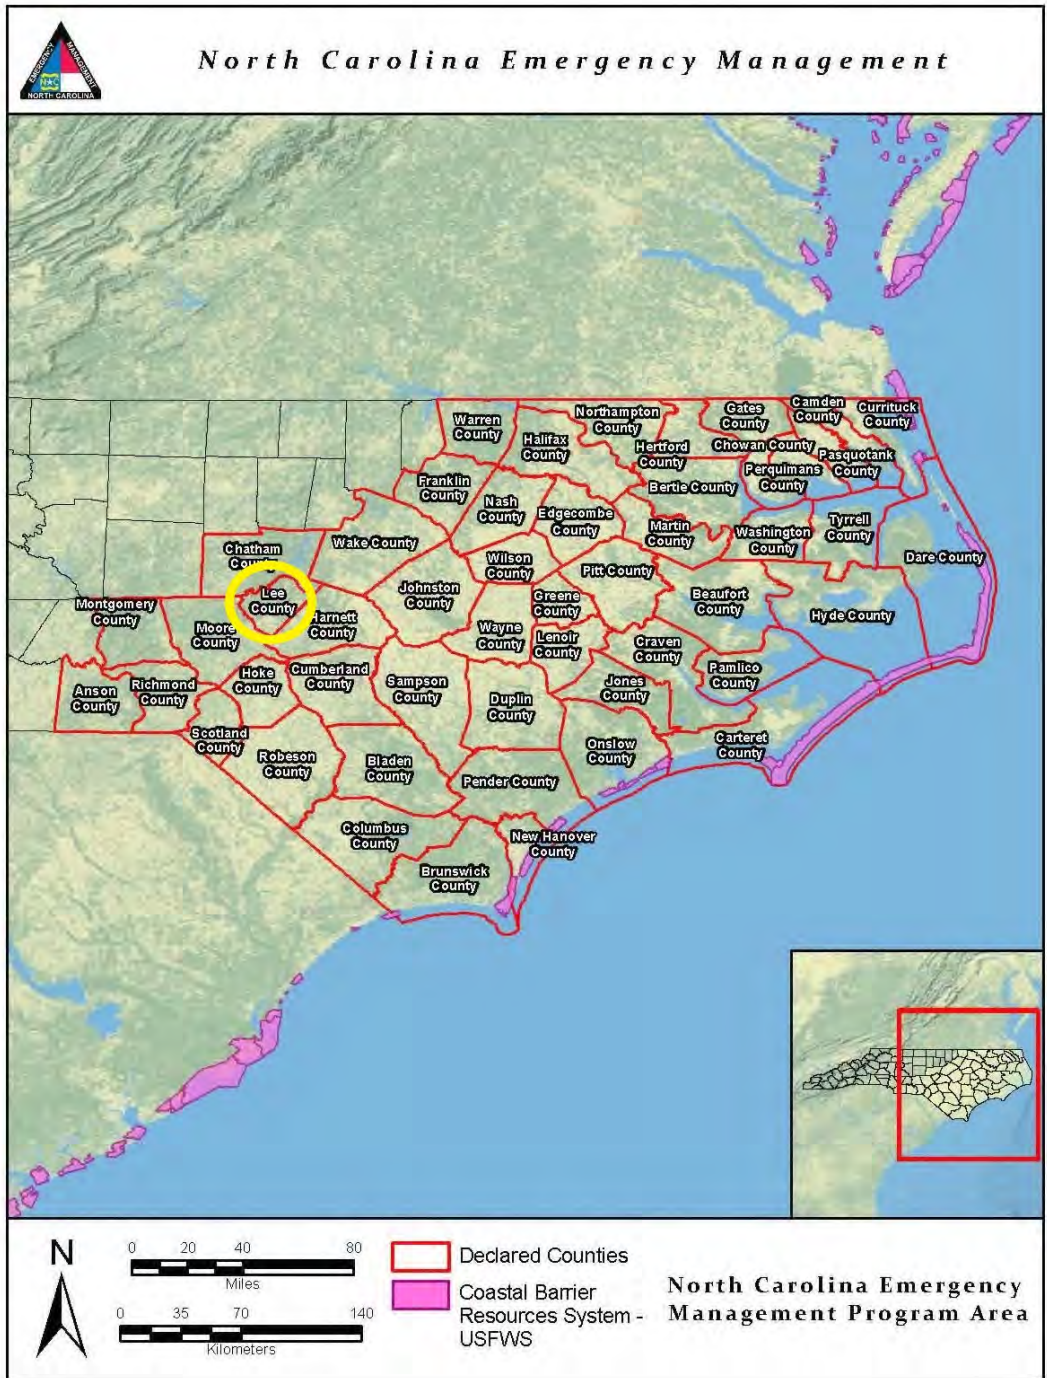 North Carolina Emergency Management
EMERGENCY
MANAGEMENT
NC
NORTH CAROLINA
Warren
County
Northampton
County
Gates
County
Camden
County
Currituck
County
Halifax
County
Hertford
County
Chowan County
Pasquotank
County
Perquimans
County
Franklin
County
Bertie County
Nash
County
Edgecombe
County
Martin
County
Washington
County
Tyrrell
County
Chatham
County
Wake County
Dare County
Wilson
County
Pitt County
Lee
County
Johnston
County
Greene
County
Beaufort
County
Hyde County
Montgomery
County
Moore
County
Harnett
County
Wayne
County
Lenoir
County
Craven
County
Pamlico
County
Anson
County
Richmond
County
Hoke
County
Cumberland
County
Sampson
County
Duplin
County
Jones
County
Scotland
County
Robeson
County
Bladen
County
Pender County
Onslow
County
Carteret
County
Columbus
County
New Hanover
County
Brunswick
County
N
0 20 40 80
Miles
0 35 70 140
Kilometers
Declared Counties
Coastal Barrier
Resources System -
USFWS
North Carolina Emergency
Management Program Area